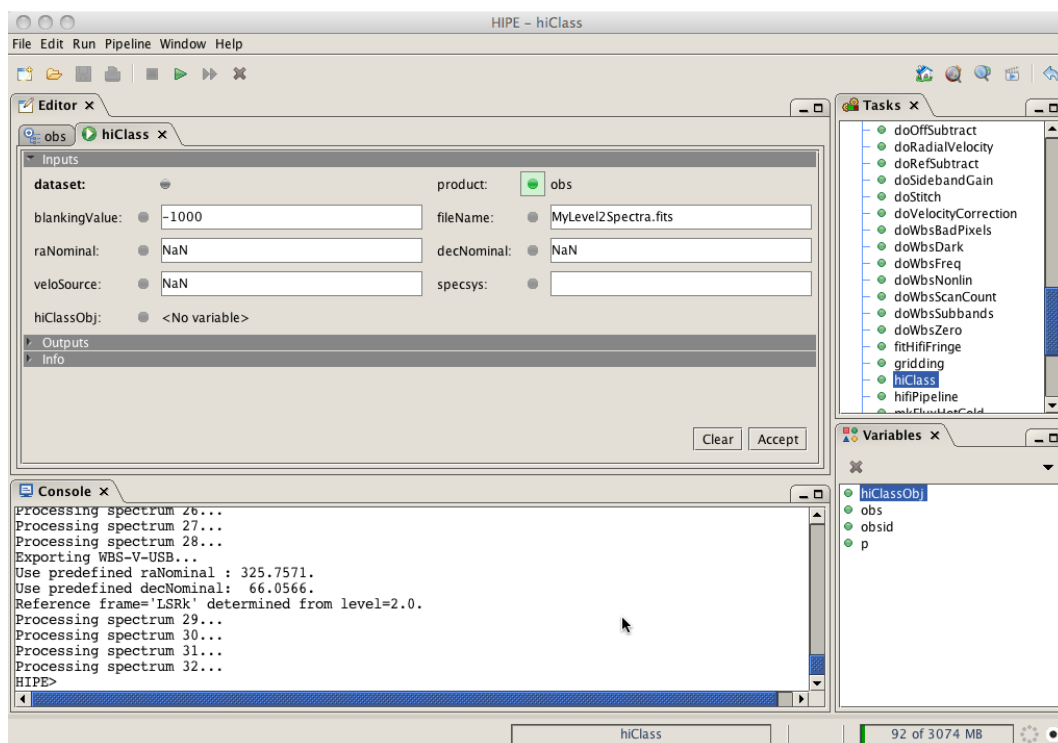 HIPE – hiClass
File Edit Run Pipeline Window Help
Editor ×
obs hiClass ×
Inputs
dataset: product: obs
blankingValue: -1000 fileName: MyLevel2Spectra.fits
raNominal: NaN decNominal: NaN
veloSource: NaN specsys:
hiClassObj: <No variable>
Outputs
Info
Clear Accept
Console ×
Processing spectrum 26...
Processing spectrum 27...
Processing spectrum 28...
Exporting WBS-V-USB...
Use predefined raNominal : 325.7571.
Use predefined decNominal:  66.0566.
Reference frame='LSRk' determined from level=2.0.
Processing spectrum 29...
Processing spectrum 30...
Processing spectrum 31...
Processing spectrum 32...
HIPE>
Tasks ×
doOffSubtract
doRadialVelocity
doRefSubtract
doSidebandGain
doStitch
doVelocityCorrection
doWbsBadPixels
doWbsDark
doWbsFreq
doWbsNonlin
doWbsScanCount
doWbsSubbands
doWbsZero
fitHifiFringe
gridding
hiClass
hifiPipeline
mkFluxHotCold
Variables ×
hiClassObj
obs
obsid
p
hiClass
92 of 3074 MB